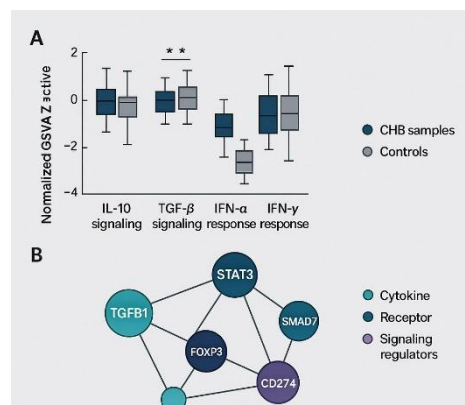 A
Normalized GSVA Z active
2
0
−2
−4
* *
IL-10 signaling
TGF-β signaling
IFN-α response
IFN-γ response
CHB samples
Controls
B
STAT3
TGFB1
SMAD7
FOXP3
CD274
Cytokine
Receptor
Signaling
regulators